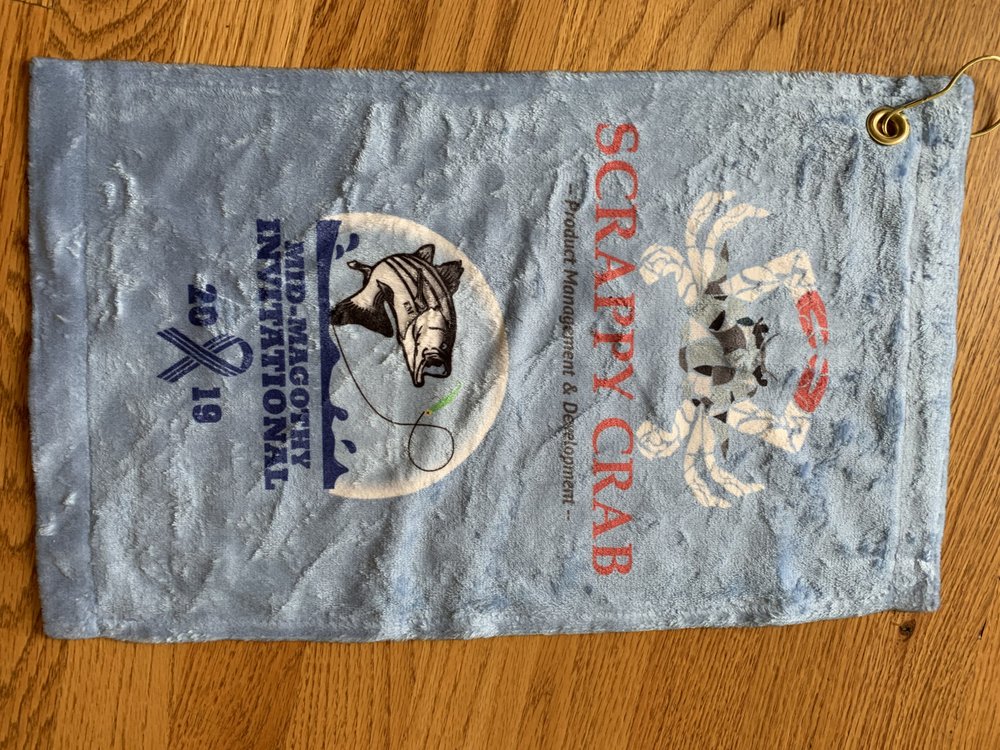 SCRAPPY CRAB
-- Product Management & Development --
MID-MAGOTHY
INVITATIONAL
20 19